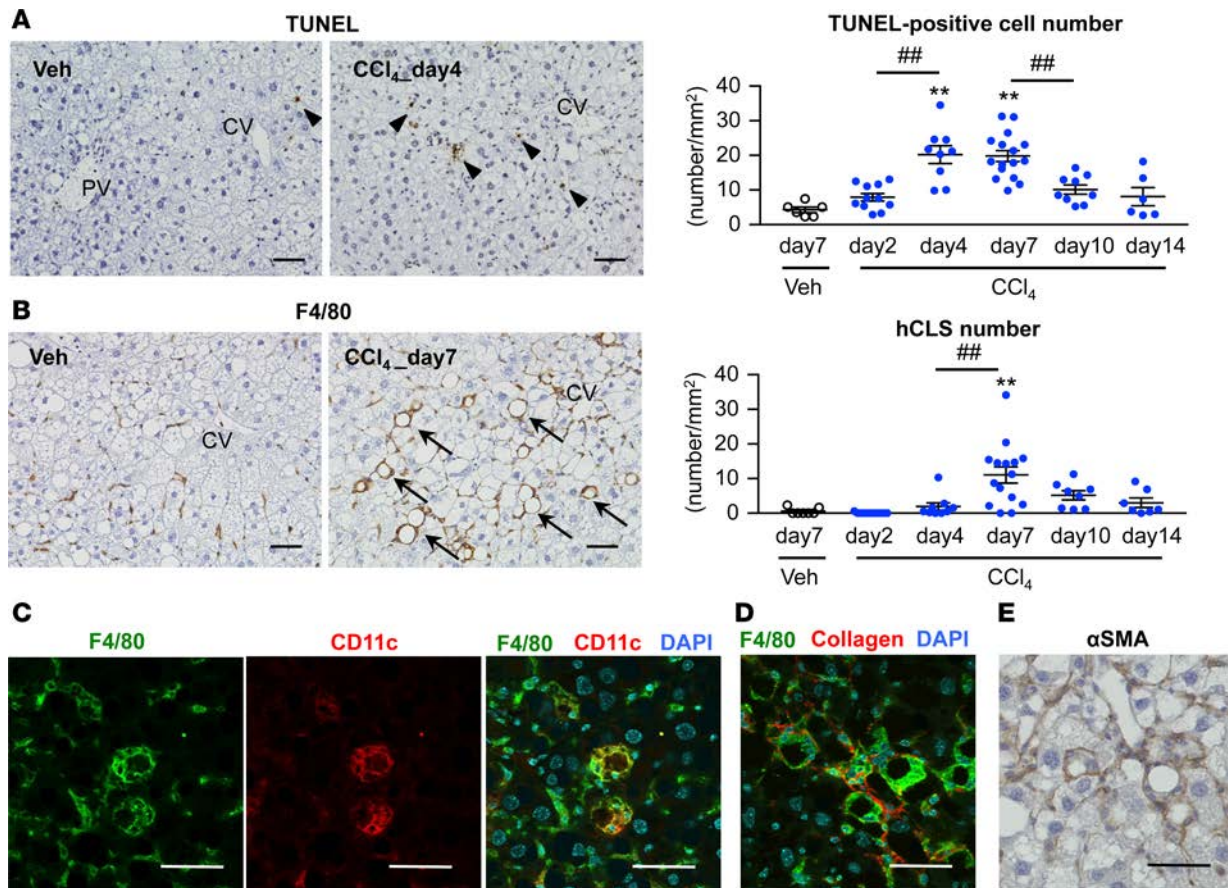 A
TUNEL
Veh
CV
PV
CCl₄_day4
CV
TUNEL-positive cell number
##
##
**
**
(number/mm²)
40
30
20
10
0
day7 day2 day4 day7 day10 day14
Veh
CCl₄
B
F4/80
Veh
CV
CCl₄_day7
CV
hCLS number
##
**
(number/mm²)
40
30
20
10
0
day7 day2 day4 day7 day10 day14
Veh
CCl₄
C
F4/80
CD11c
F4/80 CD11c DAPI
D
F4/80 Collagen DAPI
E
αSMA